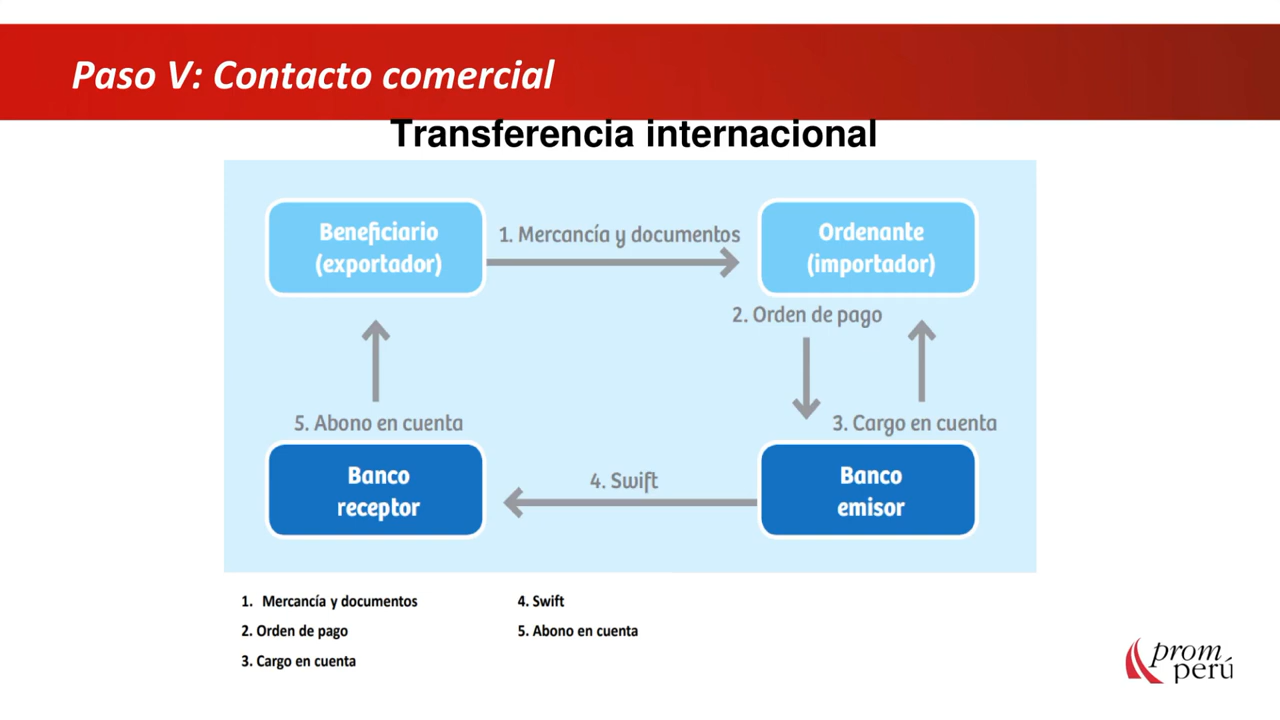 Paso V: Contacto comercial
Transferencia internacional
Beneficiario
(exportador)
1. Mercancía y documentos
Ordenante
(importador)
2. Orden de pago
5. Abono en cuenta
3. Cargo en cuenta
Banco
receptor
4. Swift
Banco
emisor
1. Mercancía y documentos
2. Orden de pago
3. Cargo en cuenta
4. Swift
5. Abono en cuenta
prom
perú